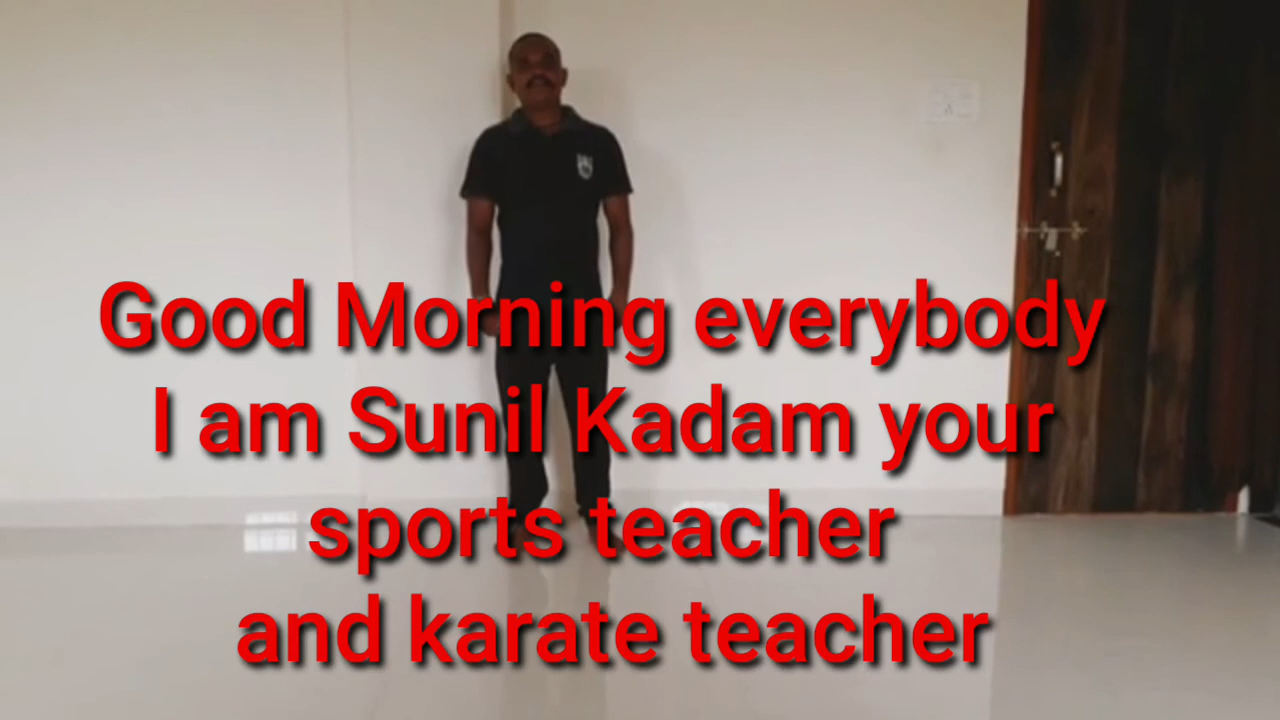 Good Morning everybody
I am Sunil Kadam your
sports teacher
and karate teacher